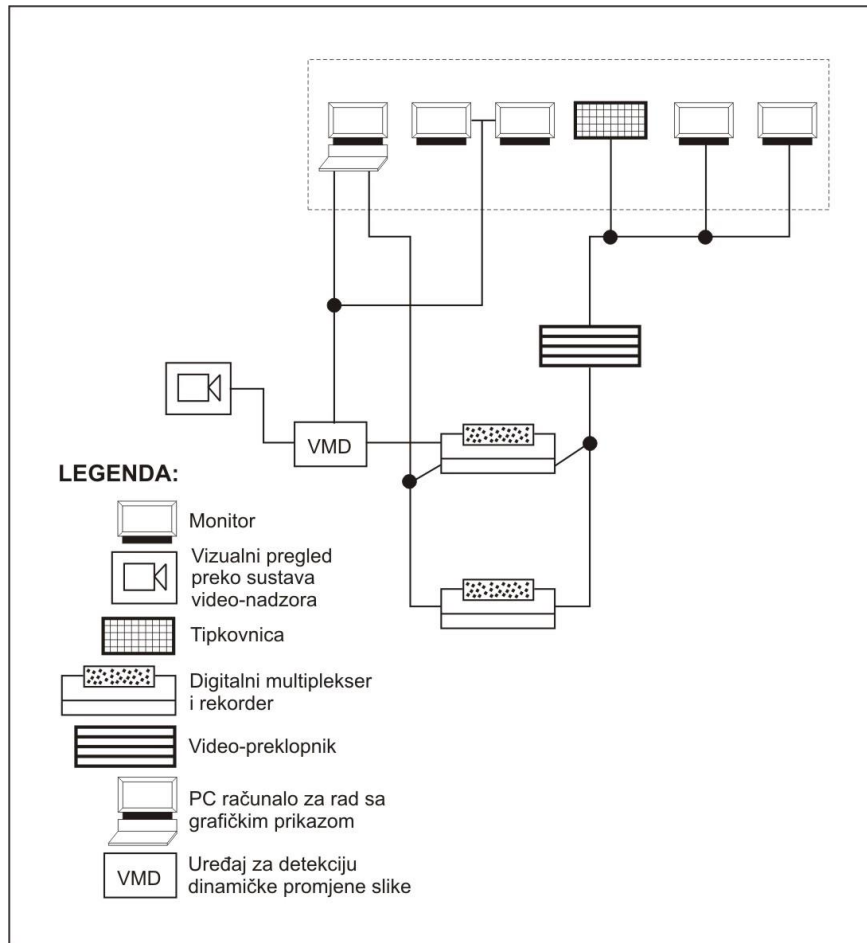 VMD
LEGENDA:
Monitor
Vizualni pregled
preko sustava
video-nadzora
Tipkovnica
Digitalni multiplekser
i rekorder
Video-preklopnik
PC računalo za rad sa
grafičkim prikazom
VMD
Uređaj za detekciju
dinamičke promjene slike